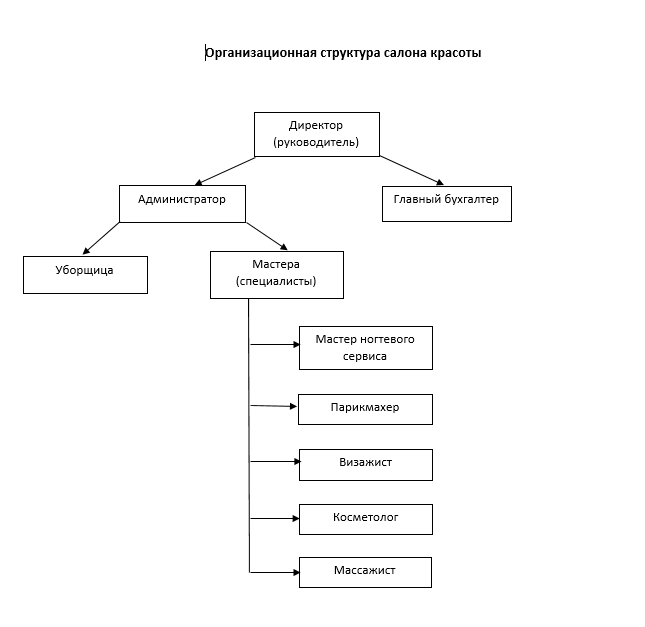 Организационная структура салона красоты
Директор
(руководитель)
Администратор
Главный бухгалтер
Уборщица
Мастера
(специалисты)
Мастер ногтевого
сервиса
Парикмахер
Визажист
Косметолог
Массажист